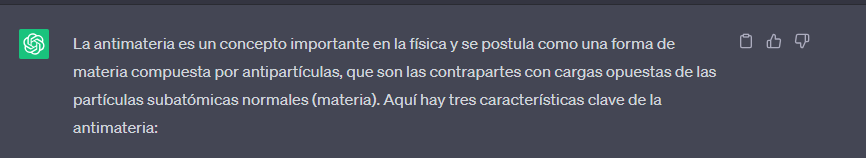 La antimateria es un concepto importante en la física y se postula como una forma de
materia compuesta por antipartículas, que son las contrapartes con cargas opuestas de las
partículas subatómicas normales (materia). Aquí hay tres características clave de la
antimateria: